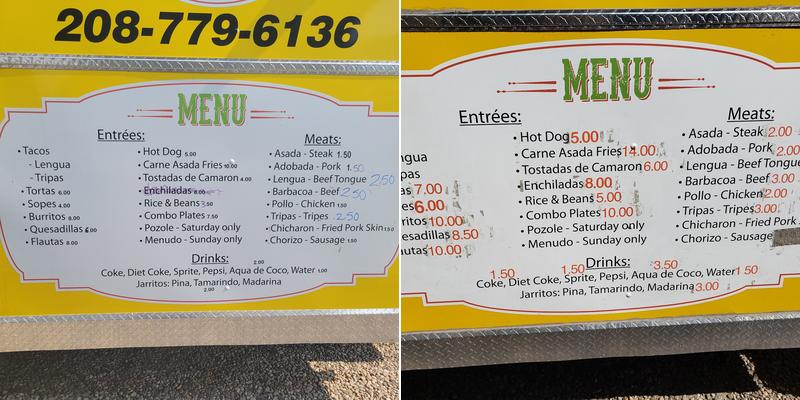 208-779-6136
MENU
Entrées:
• Tacos
- Lengua
- Tripas
• Tortas 6.00
• Sopes 4.00
• Burritos 8.00
• Quesadillas 6.00
• Flautas 8.00
• Hot Dog 5.00
• Carne Asada Fries 10.00
• Tostadas de Camaron 4.00
• Enchiladas 8.00
• Rice & Beans 3.50
• Combo Plates 7.50
• Pozole - Saturday only
• Menudo - Sunday only
Meats:
• Asada - Steak 1.50
• Adobada - Pork 1.50
• Lengua - Beef Tongue 2.50
• Barbacoa - Beef 2.50
• Pollo - Chicken 1.50
• Tripas - Tripes 2.50
• Chicharon - Fried Pork Skin 1.50
• Chorizo - Sausage 1.50
Drinks:
2.00
Coke, Diet Coke, Sprite, Pepsi, Aqua de Coco, Water 1.00
Jarritos: Pina, Tamarindo, Madarina
2.00
MENU
Entrées:
ngua
pas
7.00
es 6.00
ritos 10.00
esadillas 8.50
autas 10.00
• Hot Dog 5.00
• Carne Asada Fries 14.00
• Tostadas de Camaron 6.00
• Enchiladas 8.00
• Rice & Beans 5.00
• Combo Plates 10.00
• Pozole - Saturday only
• Menudo - Sunday only
Meats:
• Asada - Steak 2.00
• Adobada - Pork 2.00
• Lengua - Beef Tongue
• Barbacoa - Beef 3.00
• Pollo - Chicken 2.00
• Tripas - Tripes 3.00
• Chicharon - Fried Pork S
• Chorizo - Sausage
Drinks:
1.50 1.50 3.50
Coke, Diet Coke, Sprite, Pepsi, Aqua de Coco, Water 1.50
Jarritos: Pina, Tamarindo, Madarina 3.00